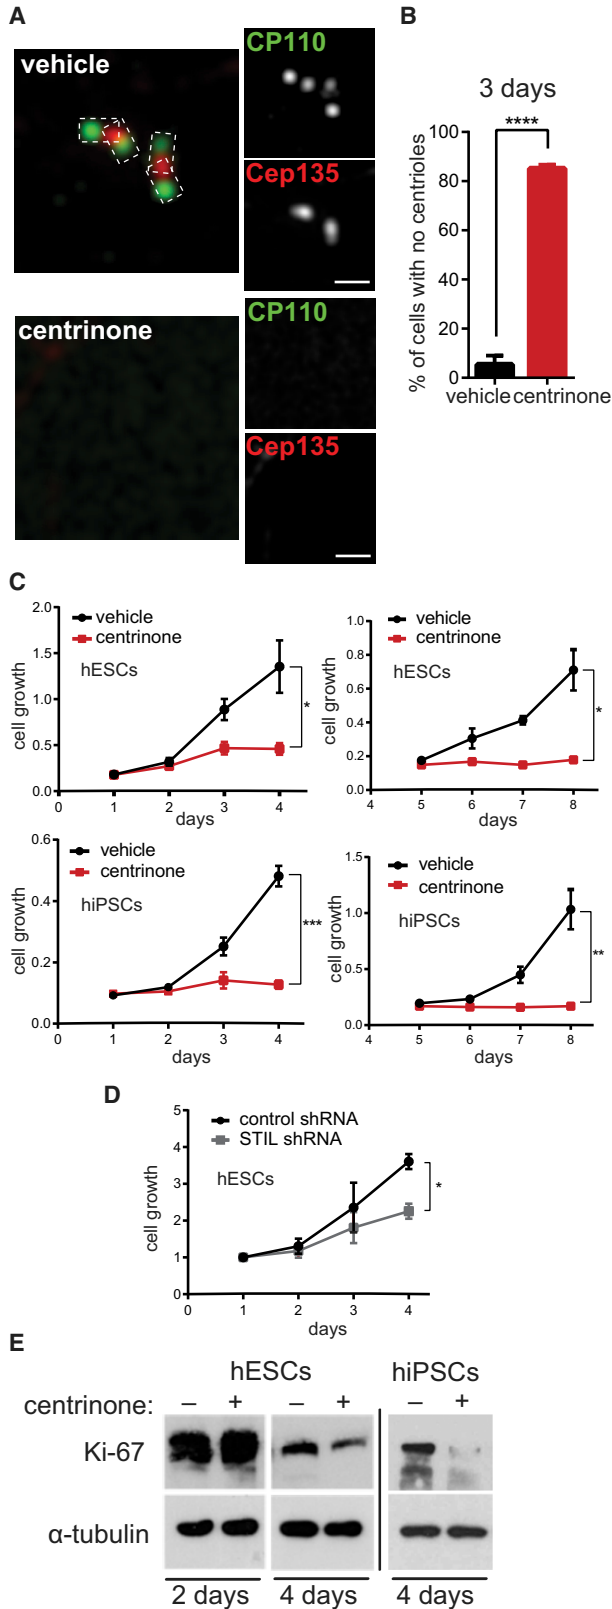 A
vehicle
CP110
Cep135
centrinone
CP110
Cep135
B
3 days
****
% of cells with no centrioles
100
80
60
40
20
0
vehicle centrinone
C
cell growth
2.0
1.5
1.0
0.5
0.0
vehicle
centrinone
hESCs
*
0 1 2 3 4
days
cell growth
1.0
0.8
0.6
0.4
0.2
0.0
vehicle
centrinone
hESCs
*
4 5 6 7 8
days
cell growth
0.6
0.4
0.2
0.0
vehicle
centrinone
hiPSCs
***
0 1 2 3 4
days
cell growth
1.5
1.0
0.5
0.0
vehicle
centrinone
hiPSCs
**
4 5 6 7 8
days
D
cell growth
5
4
3
2
1
0
control shRNA
STIL shRNA
hESCs
*
0 1 2 3 4
days
E
hESCs hiPSCs
centrinone: – + – + – +
Ki-67
α-tubulin
2 days 4 days 4 days